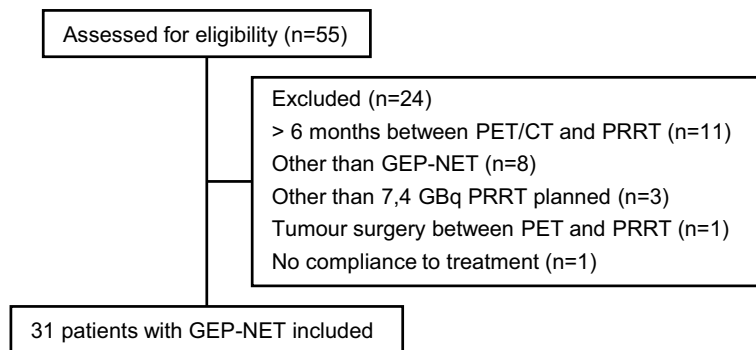 Assessed for eligibility (n=55)
Excluded (n=24)
> 6 months between PET/CT and PRRT (n=11)
Other than GEP-NET (n=8)
Other than 7,4 GBq PRRT planned (n=3)
Tumour surgery between PET and PRRT (n=1)
No compliance to treatment (n=1)
31 patients with GEP-NET included